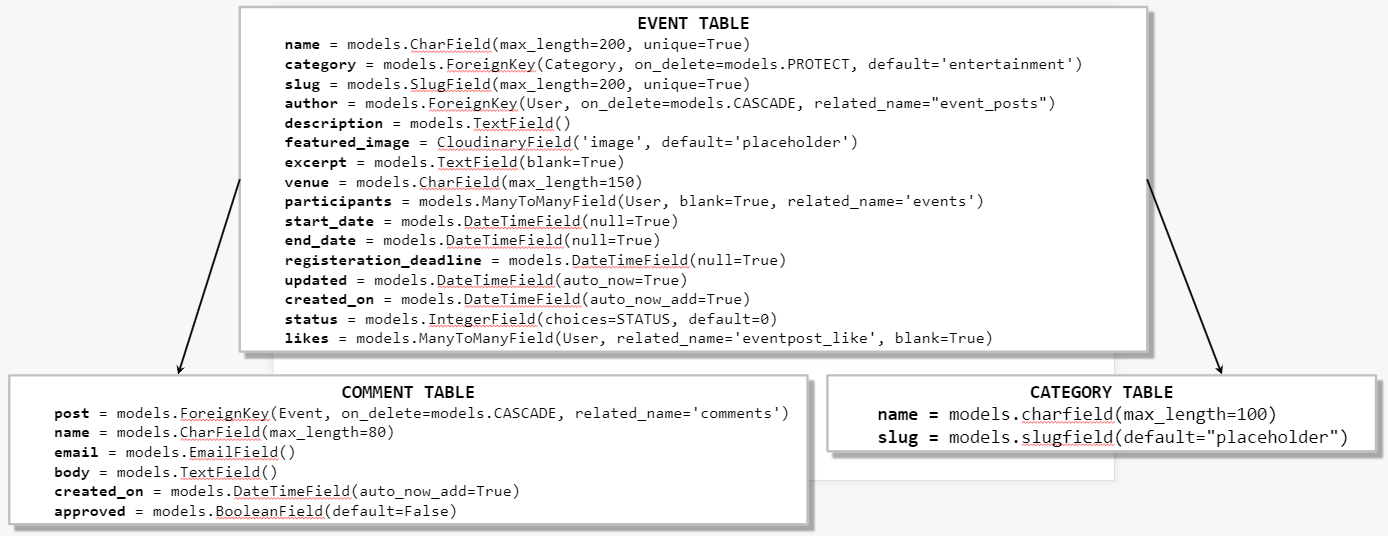 EVENT TABLE
name = models.CharField(max_length=200, unique=True)
category = models.ForeignKey(Category, on_delete=models.PROTECT, default='entertainment')
slug = models.SlugField(max_length=200, unique=True)
author = models.ForeignKey(User, on_delete=models.CASCADE, related_name="event_posts")
description = models.TextField()
featured_image = CloudinaryField('image', default='placeholder')
excerpt = models.TextField(blank=True)
venue = models.CharField(max_length=150)
participants = models.ManyToManyField(User, blank=True, related_name='events')
start_date = models.DateTimeField(null=True)
end_date = models.DateTimeField(null=True)
registeration_deadline = models.DateTimeField(null=True)
updated = models.DateTimeField(auto_now=True)
created_on = models.DateTimeField(auto_now_add=True)
status = models.IntegerField(choices=STATUS, default=0)
likes = models.ManyToManyField(User, related_name='eventpost_like', blank=True)
COMMENT TABLE
post = models.ForeignKey(Event, on_delete=models.CASCADE, related_name='comments')
name = models.CharField(max_length=80)
email = models.EmailField()
body = models.TextField()
created_on = models.DateTimeField(auto_now_add=True)
approved = models.BooleanField(default=False)
CATEGORY TABLE
name = models.charfield(max_length=100)
slug = models.slugfield(default="placeholder")